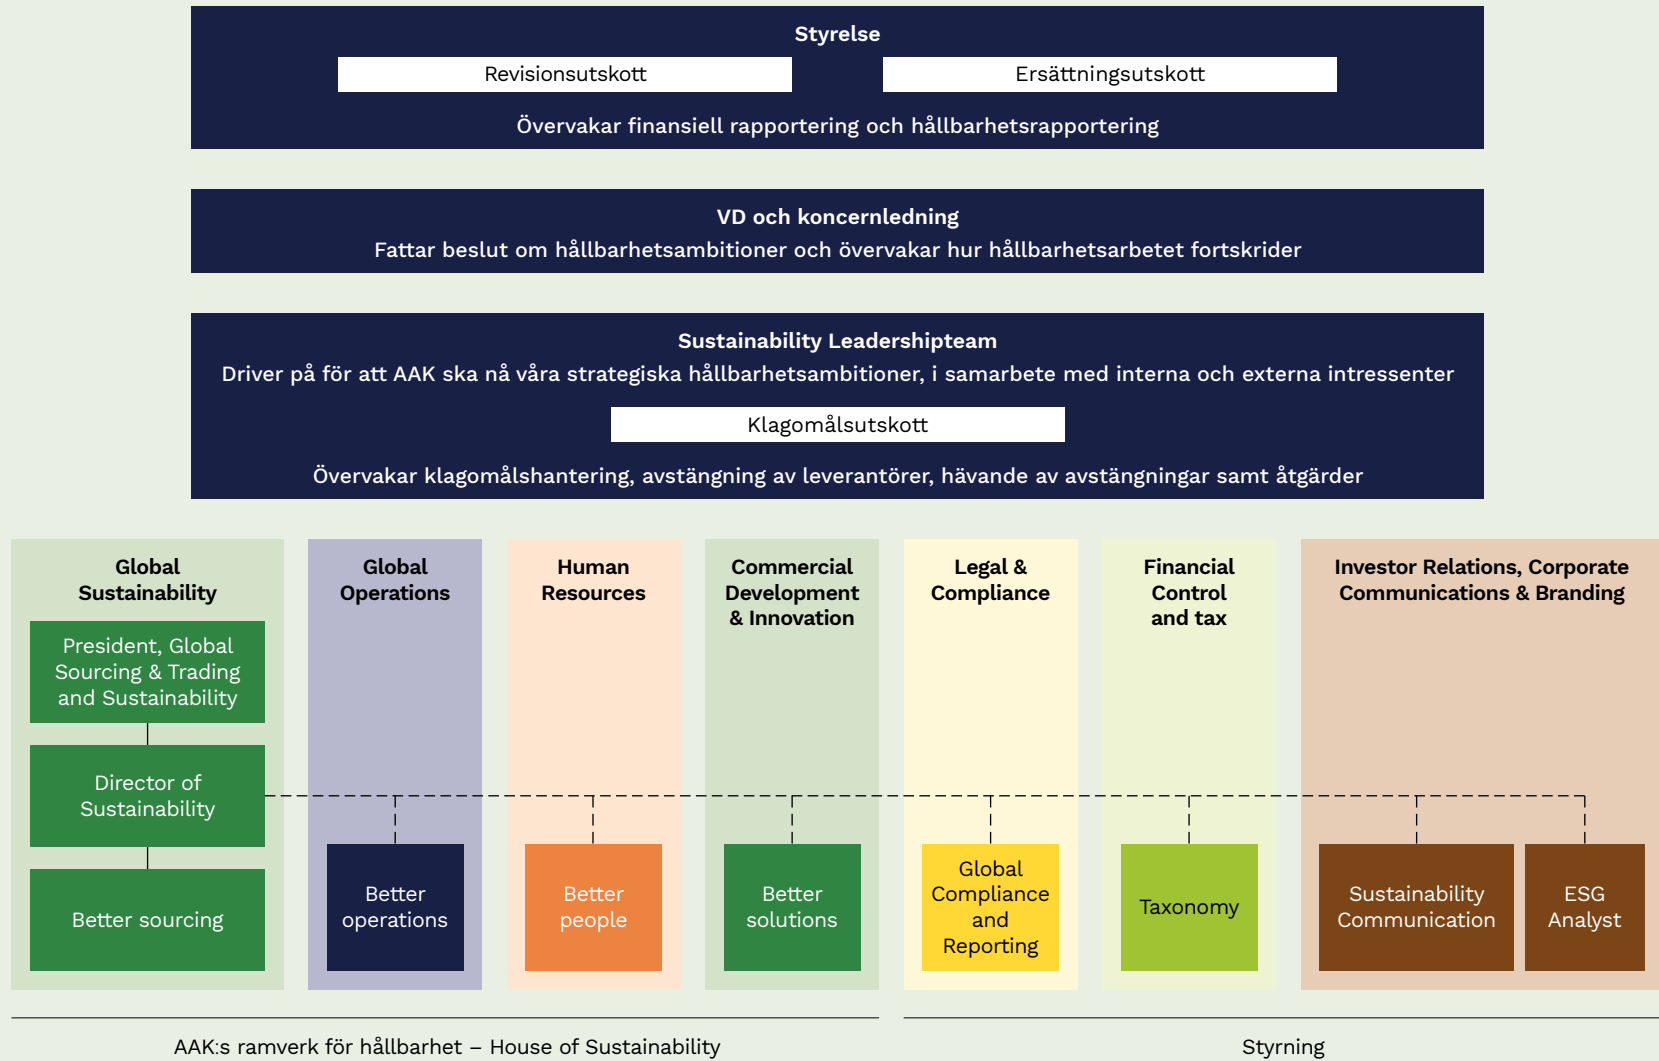 Styrelse
Revisionsutskott
Ersättningsutskott
Övervakar finansiell rapportering och hållbarhetsrapportering
VD och koncernledning
Fattar beslut om hållbarhetsambitioner och övervakar hur hållbarhetsarbetet fortskrider
Sustainability Leadershipteam
Driver på för att AAK ska nå våra strategiska hållbarhetsambitioner, i samarbete med interna och externa intressenter
Klagomålsutskott
Övervakar klagomålshantering, avstängning av leverantörer, hävande av avstängningar samt åtgärder
Global
Sustainability
President, Global
Sourcing & Trading
and Sustainability
Director of
Sustainability
Better sourcing
Global
Operations
Better
operations
Human
Resources
Better
people
Commercial
Development
& Innovation
Better
solutions
Legal &
Compliance
Global
Compliance
and
Reporting
Financial
Control
and tax
Taxonomy
Investor Relations, Corporate
Communications & Branding
Sustainability
Communication
ESG
Analyst
AAK:s ramverk för hållbarhet – House of Sustainability
Styrning